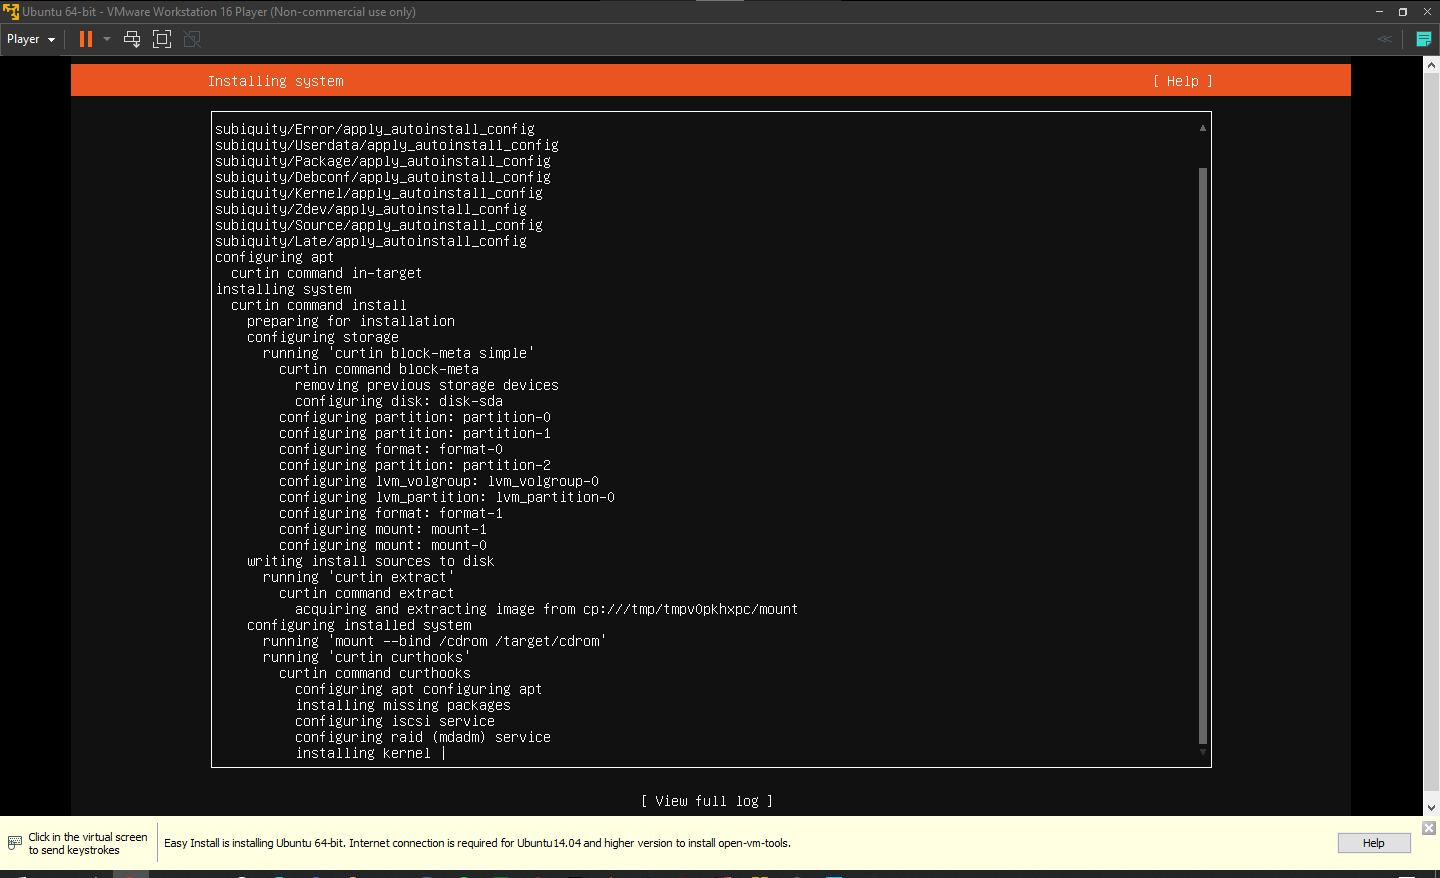 Ubuntu 64-bit - VMware Workstation 16 Player (Non-commercial use only)
Player
Installing system [ Help ]
subiquity/Error/apply_autoinstall_config
subiquity/Userdata/apply_autoinstall_config
subiquity/Package/apply_autoinstall_config
subiquity/Debconf/apply_autoinstall_config
subiquity/Kernel/apply_autoinstall_config
subiquity/Zdev/apply_autoinstall_config
subiquity/Source/apply_autoinstall_config
subiquity/Late/apply_autoinstall_config
configuring apt
curtin command in-target
installing system
curtin command install
preparing for installation
configuring storage
running 'curtin block-meta simple'
curtin command block-meta
removing previous storage devices
configuring disk: disk-sda
configuring partition: partition-0
configuring partition: partition-1
configuring format: format-0
configuring partition: partition-2
configuring lvm_volgroup: lvm_volgroup-0
configuring lvm_partition: lvm_partition-0
configuring format: format-1
configuring mount: mount-1
configuring mount: mount-0
writing install sources to disk
running 'curtin extract'
curtin command extract
acquiring and extracting image from cp:///tmp/tmpv0pkhxpc/mount
configuring installed system
running 'mount --bind /cdrom /target/cdrom'
running 'curtin curthooks'
curtin command curthooks
configuring apt configuring apt
installing missing packages
configuring iscsi service
configuring raid (mdadm) service
installing kernel |
[ View full log ]
Click in the virtual screen
to send keystrokes
Easy Install is installing Ubuntu 64-bit. Internet connection is required for Ubuntu14.04 and higher version to install open-vm-tools.
Help